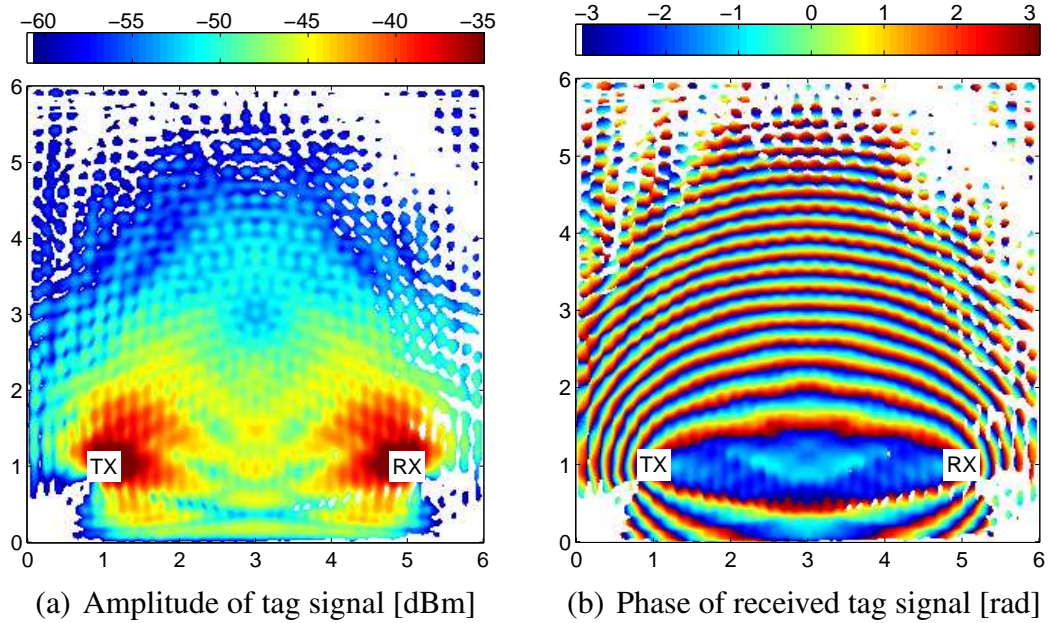 −60 −55 −50 −45 −40 −35
−3 −2 −1 0 1 2 3
6
5
4
3
2
1
0
TX RX
0 1 2 3 4 5 6
6
5
4
3
2
1
0
TX RX
0 1 2 3 4 5 6
(a) Amplitude of tag signal [dBm]
(b) Phase of received tag signal [rad]